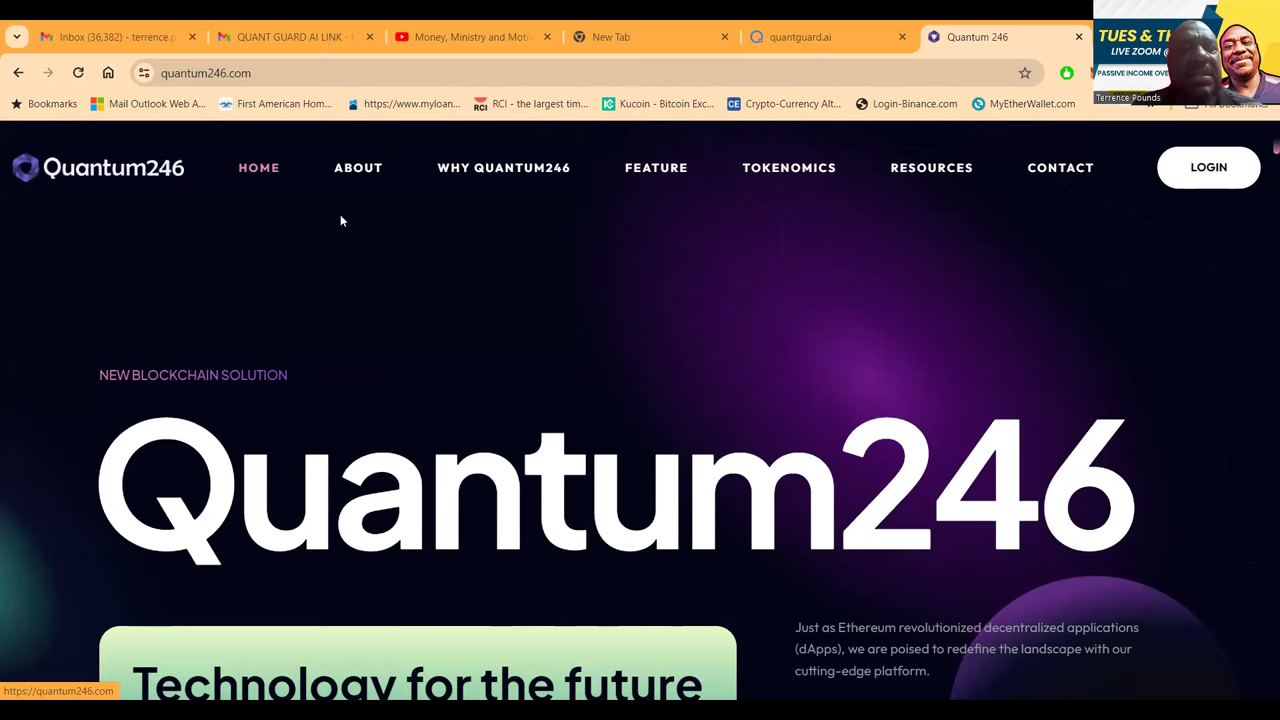 Inbox (36,382) - terrence.p
QUANT GUARD AI LINK - t
Money, Ministry and Moti
New Tab
quantguard.ai
Quantum 246
quantum246.com
Bookmarks
Mail Outlook Web A...
First American Hom...
https://www.myloan...
RCI
RCI - the largest tim...
Kucoin - Bitcoin Exc...
CE
Crypto-Currency Alt...
Login-Binance.com
MyEtherWallet.com
TUES & TH
LIVE ZOOM @
PASSIVE INCOME OVE
Terrence Pounds
Quantum246
HOME
ABOUT
WHY QUANTUM246
FEATURE
TOKENOMICS
RESOURCES
CONTACT
LOGIN
NEW BLOCKCHAIN SOLUTION
Quantum246
Technology for the future
Just as Ethereum revolutionized decentralized applications
(dApps), we are poised to redefine the landscape with our
cutting-edge platform.
https://quantum246.com